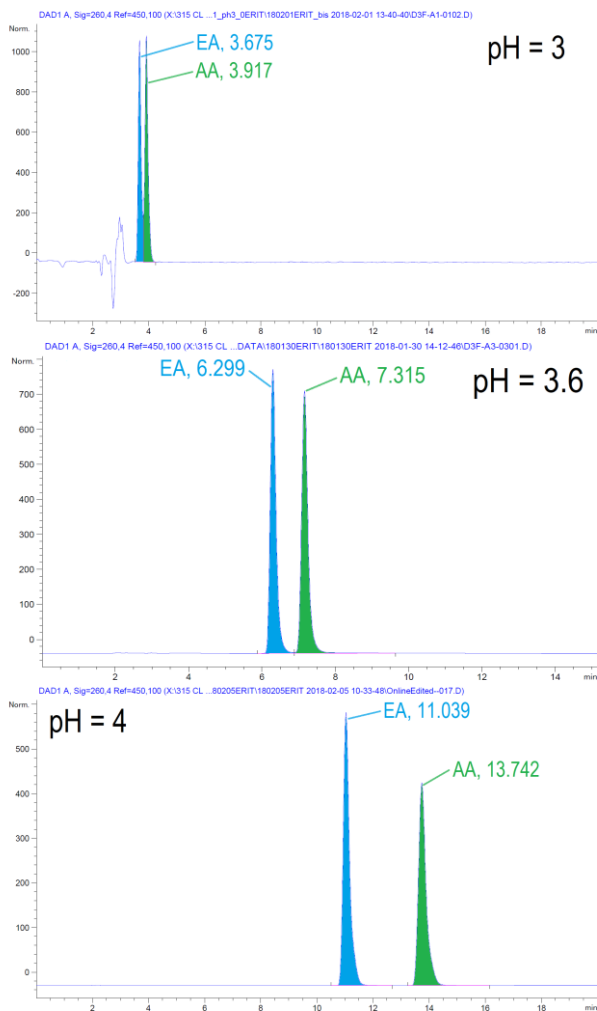 DAD1 A, Sig=260,4 Ref=450,100 (X:\315 CL ...1_ph3_0ERIT\180201ERIT_bis 2018-02-01 13-40-40\D3F-A1-0102.D)
Norm.
EA, 3.675
AA, 3.917
pH = 3
1000
800
600
400
200
0
-200
2 4 6 8 10 12 14 16 18 min
DAD1 A, Sig=260,4 Ref=450,100 (X:\315 CL ...DATA\180130ERIT\180130ERIT 2018-01-30 14-12-46\D3F-A3-0301.D)
Norm.
EA, 6.299
AA, 7.315
pH = 3.6
700
600
500
400
300
200
100
0
2 4 6 8 10 12 14 min
DAD1 A, Sig=260,4 Ref=450,100 (X:\315 CL ...80205ERIT\180205ERIT 2018-02-05 10-33-48\OnlineEdited--017.D)
Norm.
pH = 4
EA, 11.039
AA, 13.742
500
400
300
200
100
0
2 4 6 8 10 12 14 16 18 min